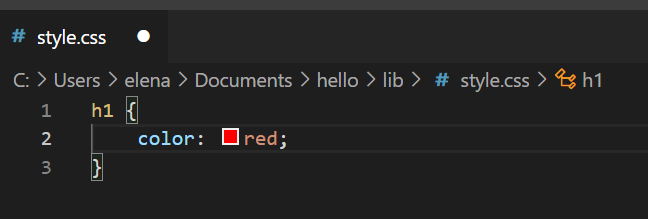 # style.css
C: > Users > elena > Documents > hello > lib > # style.css > h1
1 h1 {
2 color: red;
3 }